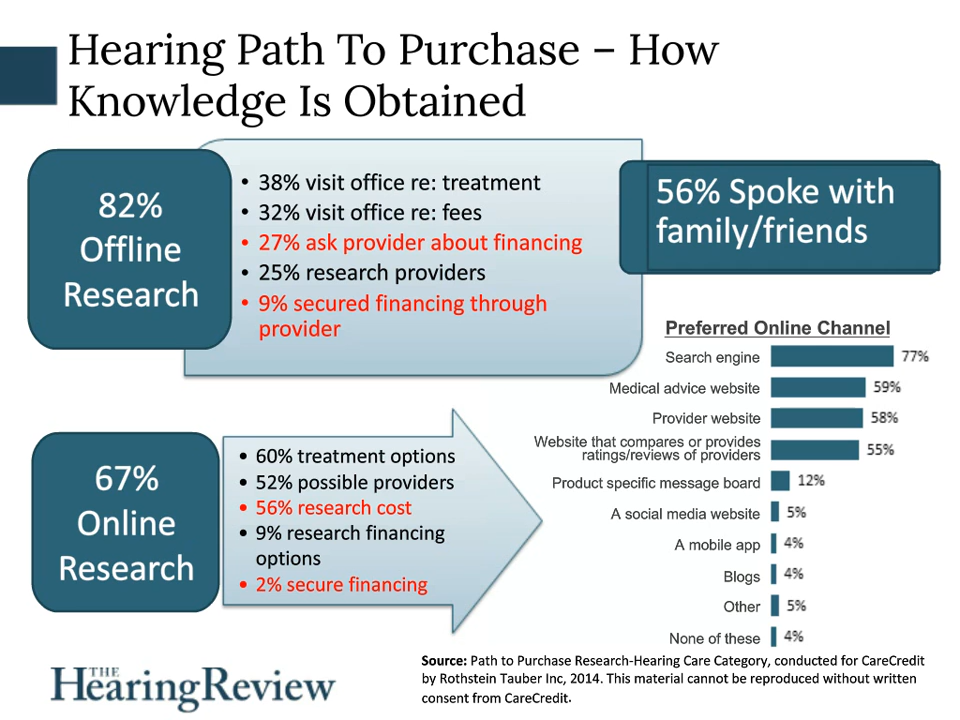 Hearing Path To Purchase – How
Knowledge Is Obtained
82%
Offline
Research
• 38% visit office re: treatment
• 32% visit office re: fees
• 27% ask provider about financing
• 25% research providers
• 9% secured financing through
provider
56% Spoke with
family/friends
67%
Online
Research
• 60% treatment options
• 52% possible providers
• 56% research cost
• 9% research financing
options
• 2% secure financing
Preferred Online Channel
Search engine 77%
Medical advice website 59%
Provider website 58%
Website that compares or provides
ratings/reviews of providers 55%
Product specific message board 12%
A social media website 5%
A mobile app 4%
Blogs 4%
Other 5%
None of these 4%
THE
HearingReview
Source: Path to Purchase Research-Hearing Care Category, conducted for CareCredit
by Rothstein Tauber Inc, 2014. This material cannot be reproduced without written
consent from CareCredit.